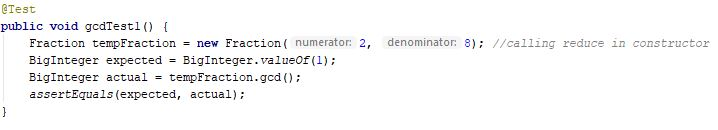 @Test
public void gcdTest1() {
    Fraction tempFraction = new Fraction( numerator: 2,  denominator: 8); //calling reduce in constructor
    BigInteger expected = BigInteger.valueOf(1);
    BigInteger actual = tempFraction.gcd();
    assertEquals(expected, actual);
}